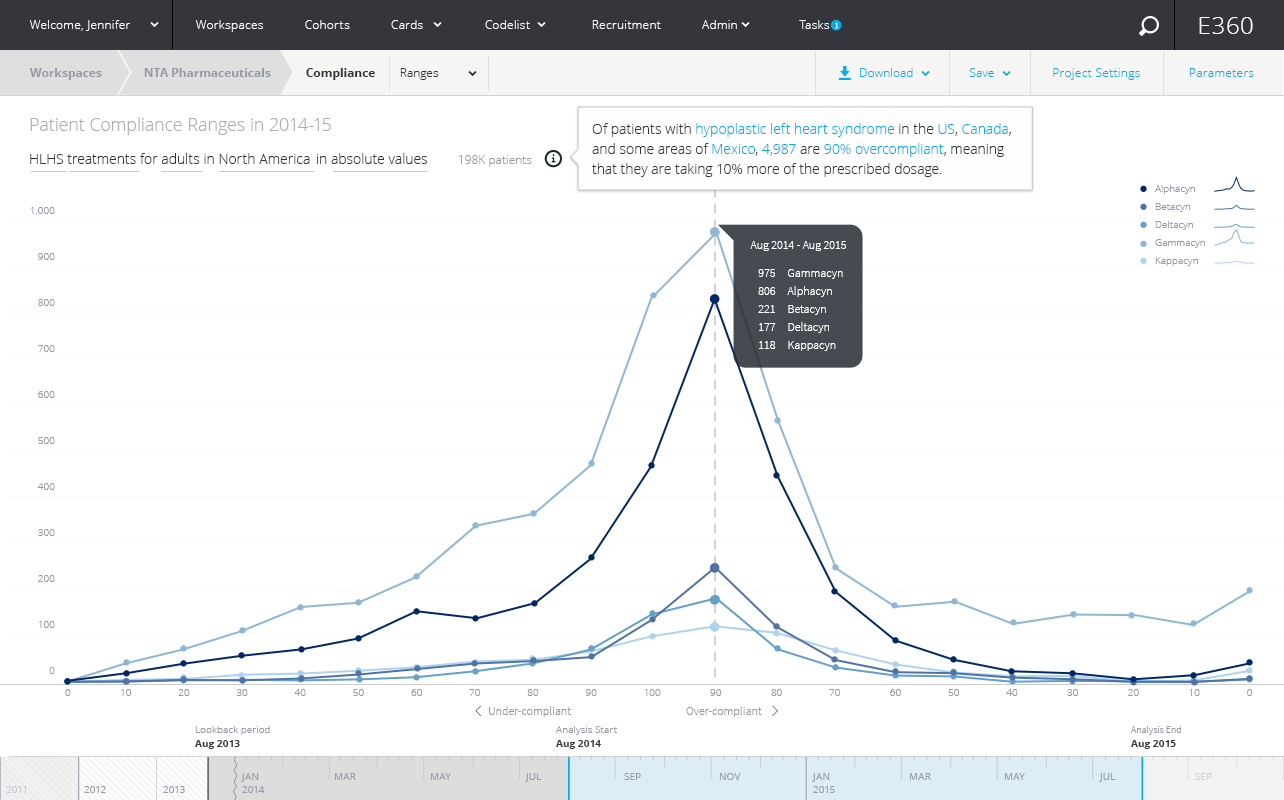 Welcome, Jennifer Workspaces Cohorts Cards Codelist Recruitment Admin Tasks E360
Workspaces NTA Pharmaceuticals Compliance Ranges Download Save Project Settings Parameters
Patient Compliance Ranges in 2014-15
HLHS treatments for adults in North America in absolute values 198K patients
Of patients with hypoplastic left heart syndrome in the US, Canada,
and some areas of Mexico, 4,987 are 90% overcompliant, meaning
that they are taking 10% more of the prescribed dosage.
Alphacyn
Betacyn
Deltacyn
Gammacyn
Kappacyn
1,000
900
800
700
600
500
400
300
200
100
0
Aug 2014 - Aug 2015
975 Gammacyn
806 Alphacyn
221 Betacyn
177 Deltacyn
118 Kappacyn
0 10 20 30 40 50 60 70 80 90 100 90 80 70 60 50 40 30 20 10 0
Under-compliant Over-compliant
Lookback period Analysis Start Analysis End
Aug 2013 Aug 2014 Aug 2015
JAN MAR MAY JUL SEP NOV JAN MAR MAY JUL SEP
2011 2012 2013 2014 2015